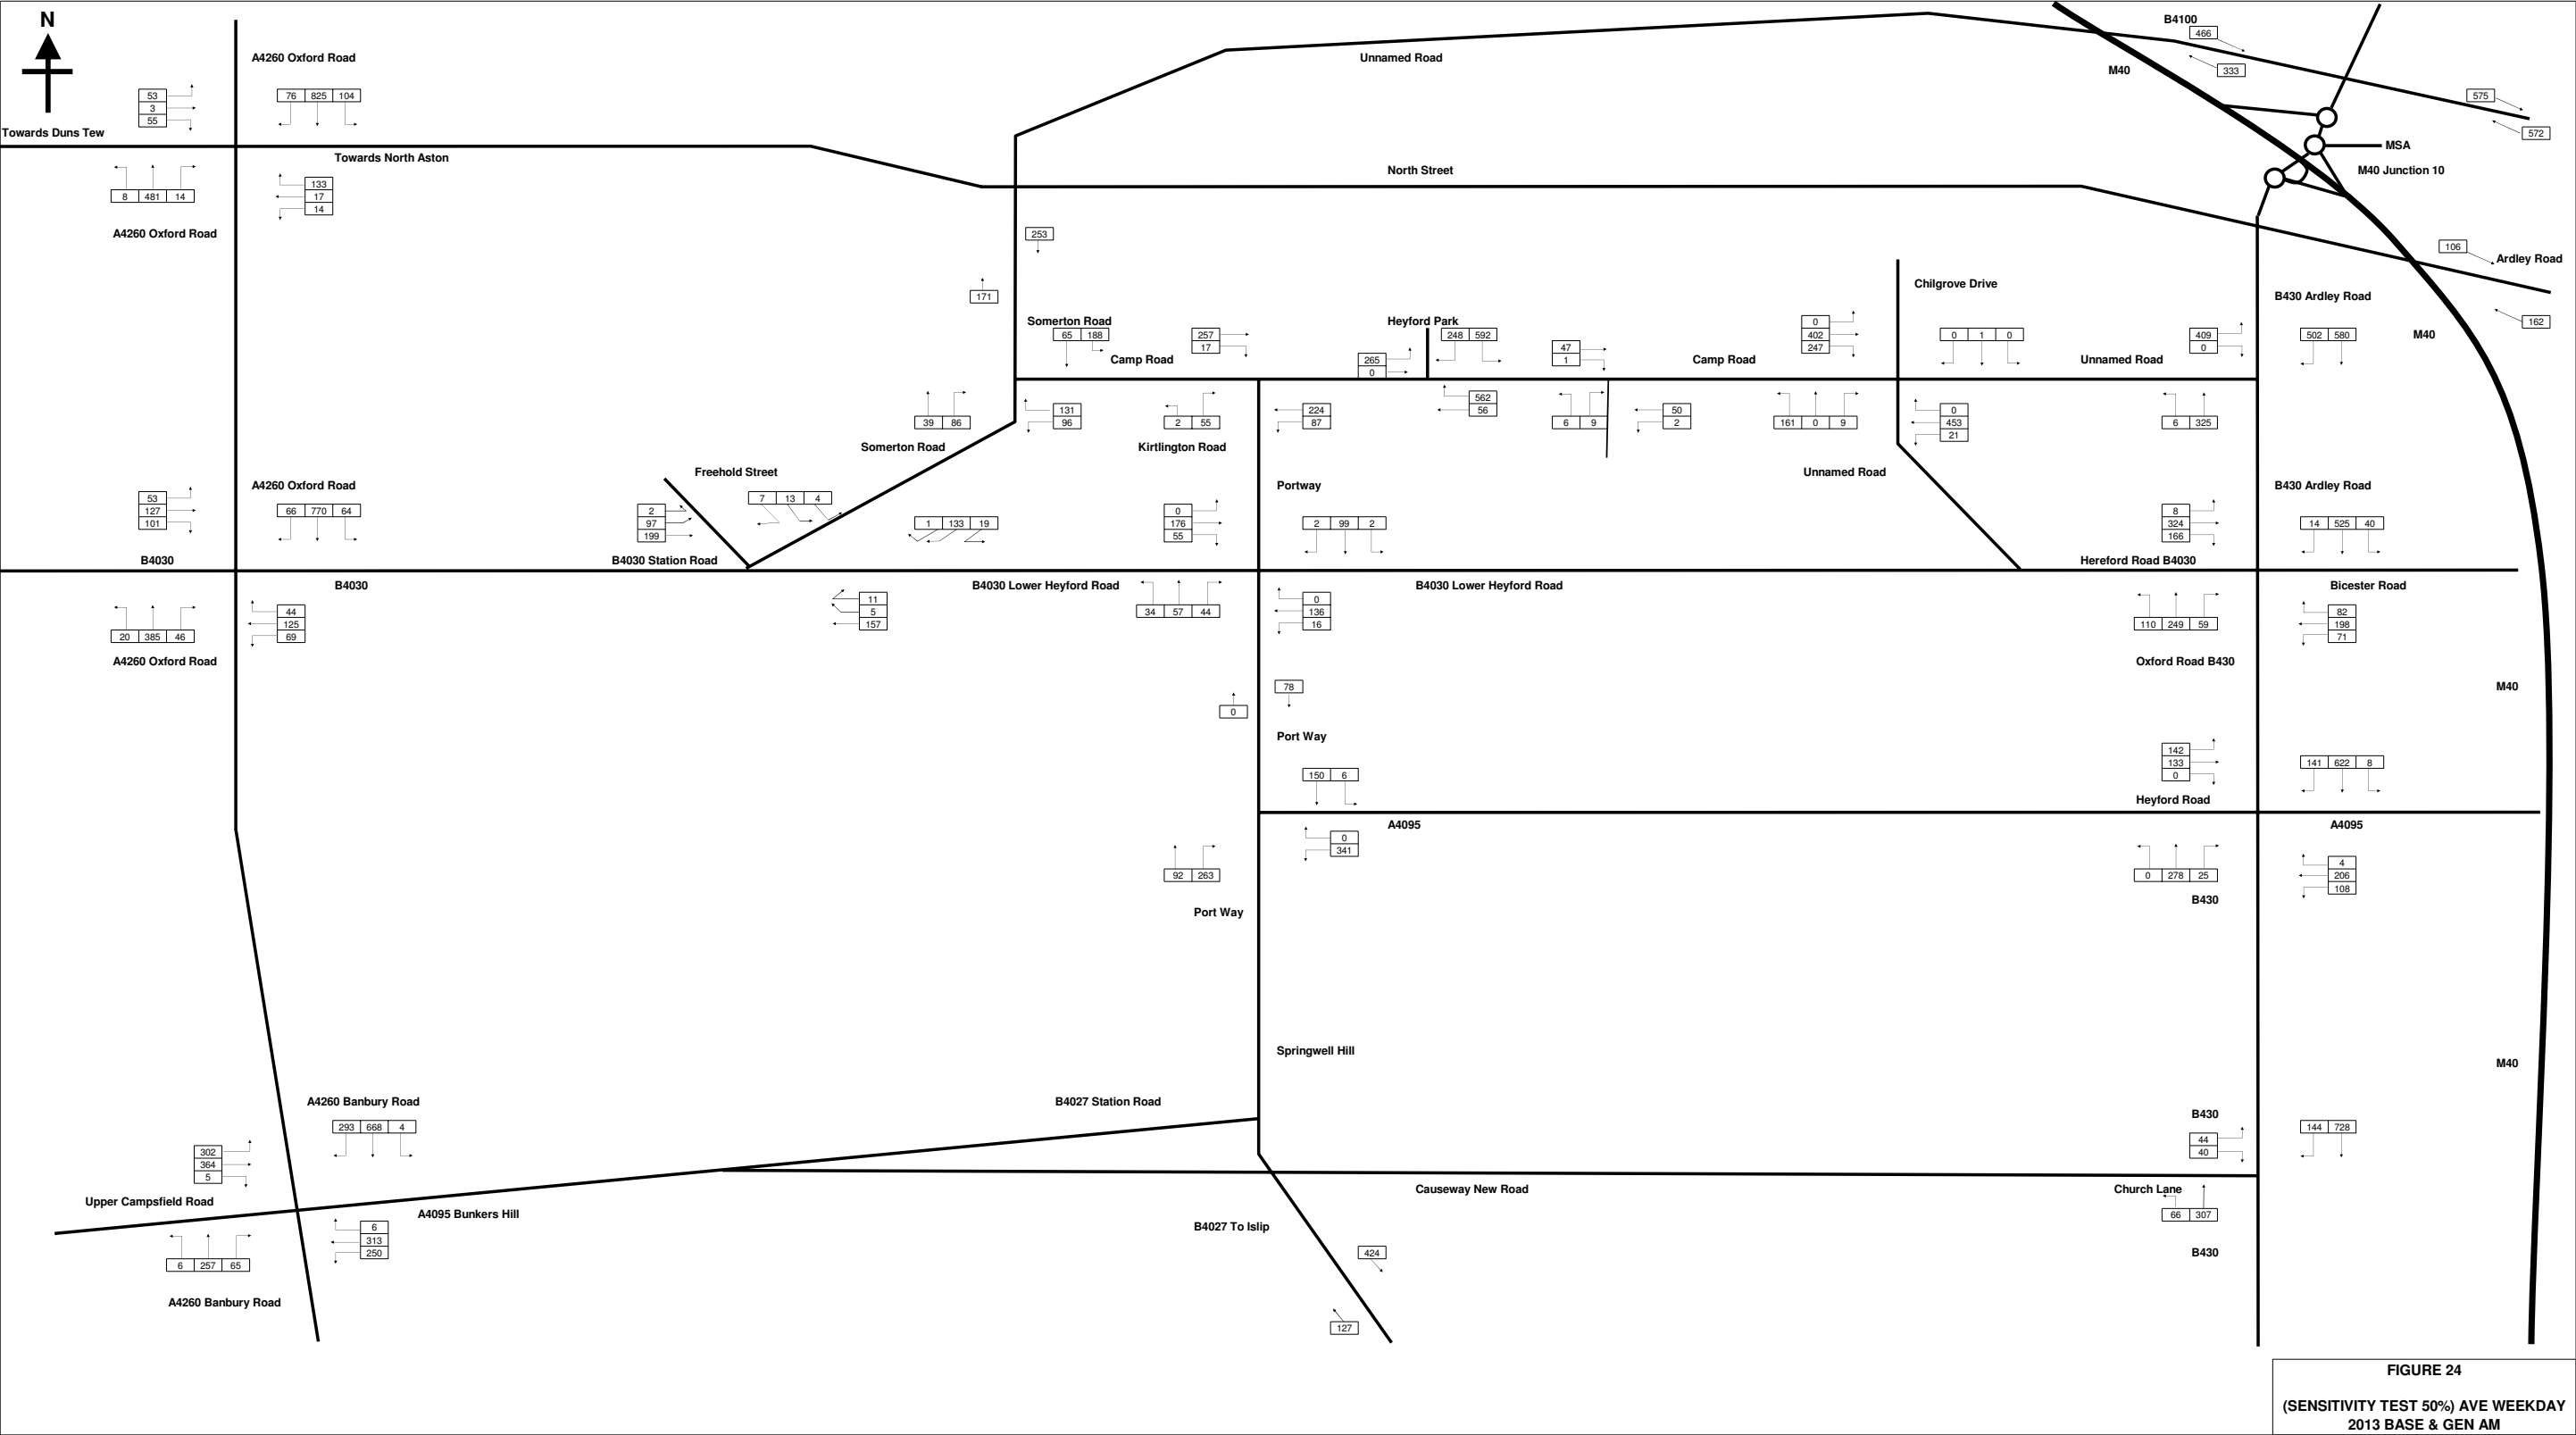 N
B4100
466
A4260 Oxford Road
Unnamed Road
M40
333
53
3
55
76 825 104
575
Towards Duns Tew
572
Towards North Aston
MSA
North Street
M40 Junction 10
8 481 14
133
17
14
A4260 Oxford Road
253
106
Ardley Road
171
Chilgrove Drive
B430 Ardley Road
Somerton Road
65 188
Camp Road
257
17
Heyford Park
248 592
265
0
47
1
Camp Road
0
402
247
0 1 0
Unnamed Road
409
0
502 580
M40
162
39 86
131
96
2 55
224
87
562
56
6 9
50
2
161 0 9
0
453
21
6 325
Somerton Road
Kirtlington Road
Freehold Street
Unnamed Road
A4260 Oxford Road
Portway
B430 Ardley Road
53
127
101
66 770 64
2
97
199
7 13 4
1 133 19
0
176
55
2 99 2
8
324
166
14 525 40
B4030
B4030 Station Road
Hereford Road B4030
B4030
B4030 Lower Heyford Road
B4030 Lower Heyford Road
Bicester Road
20 385 46
44
125
69
11
5
157
34 57 44
0
136
16
110 249 59
82
198
71
A4260 Oxford Road
Oxford Road B430
78
M40
0
Port Way
142
133
0
150 6
141 622 8
Heyford Road
A4095
A4095
0
341
92 263
0 278 25
4
206
108
B430
Port Way
Springwell Hill
M40
A4260 Banbury Road
B4027 Station Road
B430
293 668 4
144 728
302
364
5
44
40
Upper Campsfield Road
Causeway New Road
Church Lane
A4095 Bunkers Hill
66 307
6
313
250
B4027 To Islip
6 257 65
424
B430
A4260 Banbury Road
127
FIGURE 24
(SENSITIVITY TEST 50%) AVE WEEKDAY
2013 BASE & GEN AM